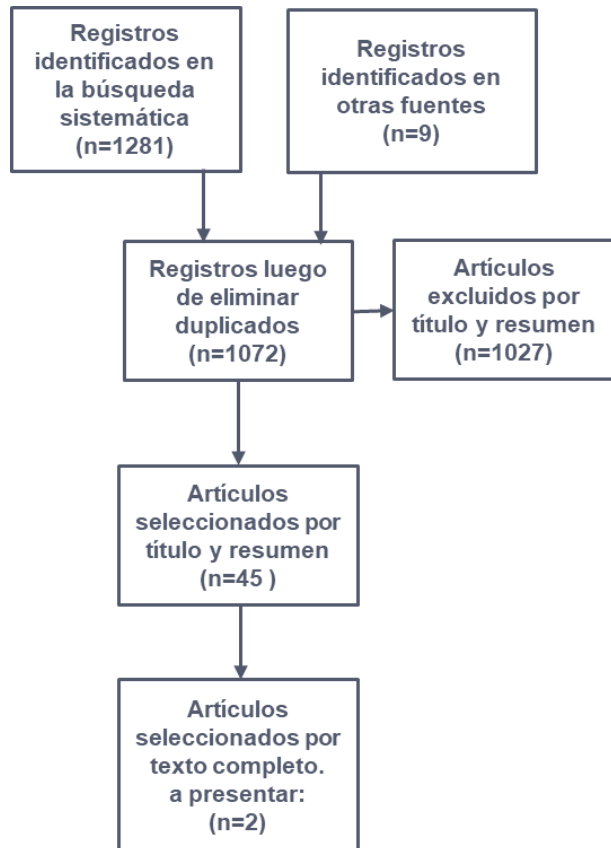 Registros
identificados en
la búsqueda
sistemática
(n=1281)
Registros
identificados en
otras fuentes
(n=9)
Registros luego
de eliminar
duplicados
(n=1072)
Artículos
excluidos por
título y resumen
(n=1027)
Artículos
seleccionados por
título y resumen
(n=45 )
Artículos
seleccionados por
texto completo.
a presentar:
(n=2)